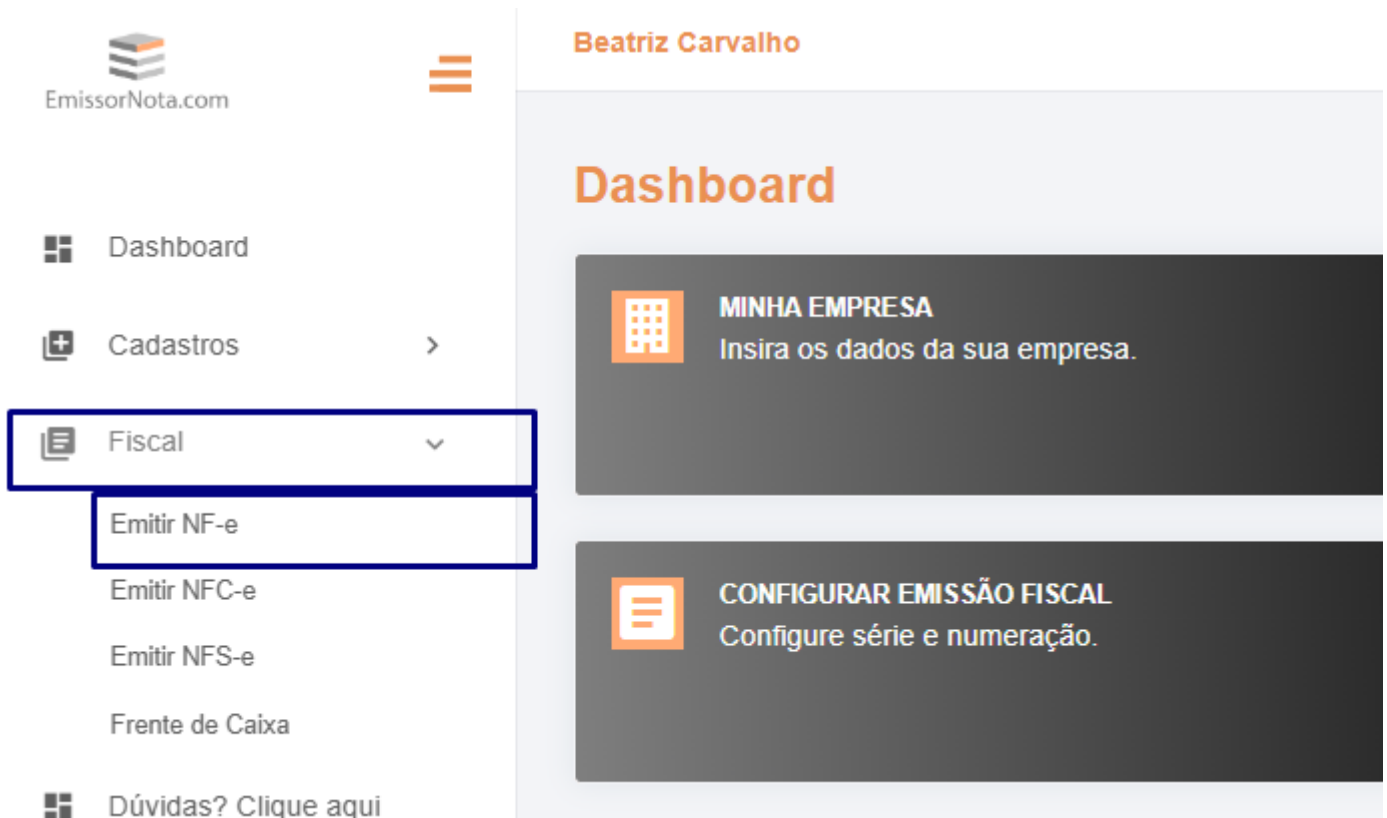 EmissorNota.com
Beatriz Carvalho
Dashboard
Cadastros
Fiscal
Emitir NF-e
Emitir NFC-e
Emitir NFS-e
Frente de Caixa
Dúvidas? Clique aqui
Dashboard
MINHA EMPRESA
Insira os dados da sua empresa.
CONFIGURAR EMISSÃO FISCAL
Configure série e numeração.